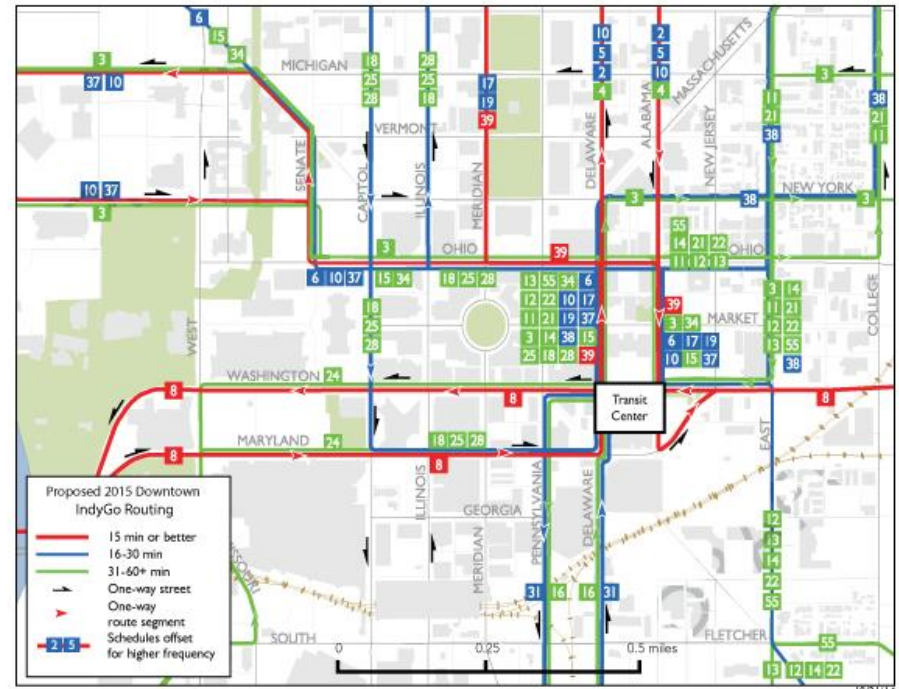 6
15
34
3
37 10
MICHIGAN
18
25
28
28
25
18
17
19
39
10
5
2
4
2
5
10
4
MASSACHUSETTS
3
11
21
38
38
21
11
VERMONT
SENATE
CAPITOL
ILLINOIS
MERIDIAN
DELAWARE
ALABAMA
NEW JERSEY
10 37
3
3
38
NEW YORK
3
3
OHIO
39
55
14 21 22
11 12 13
OHIO
6 10 37
15 34
18 25 28
13 55 34 6
12 22 10 17
11 21 19 37
3 14 38 15
25 18 28 39
39
3 34
6 17 19
10 15 37
MARKET
3 14
11 21
12 22
13 55
38
18
25
28
WEST
COLLEGE
WASHINGTON 24
8
8
8
Transit
Center
MARYLAND 24
18 25 28
8
8
EAST
ILLINOIS
GEORGIA
MERIDIAN
PENNSYLVANIA
DELAWARE
12
13
14
22
55
31 16
16 31
SOUTH
FLETCHER
55
13 12 14 22
0 0.25 0.5 miles
Proposed 2015 Downtown
IndyGo Routing
15 min or better
16-30 min
31-60+ min
One-way street
One-way
route segment
2 5 Schedules offset
for higher frequency